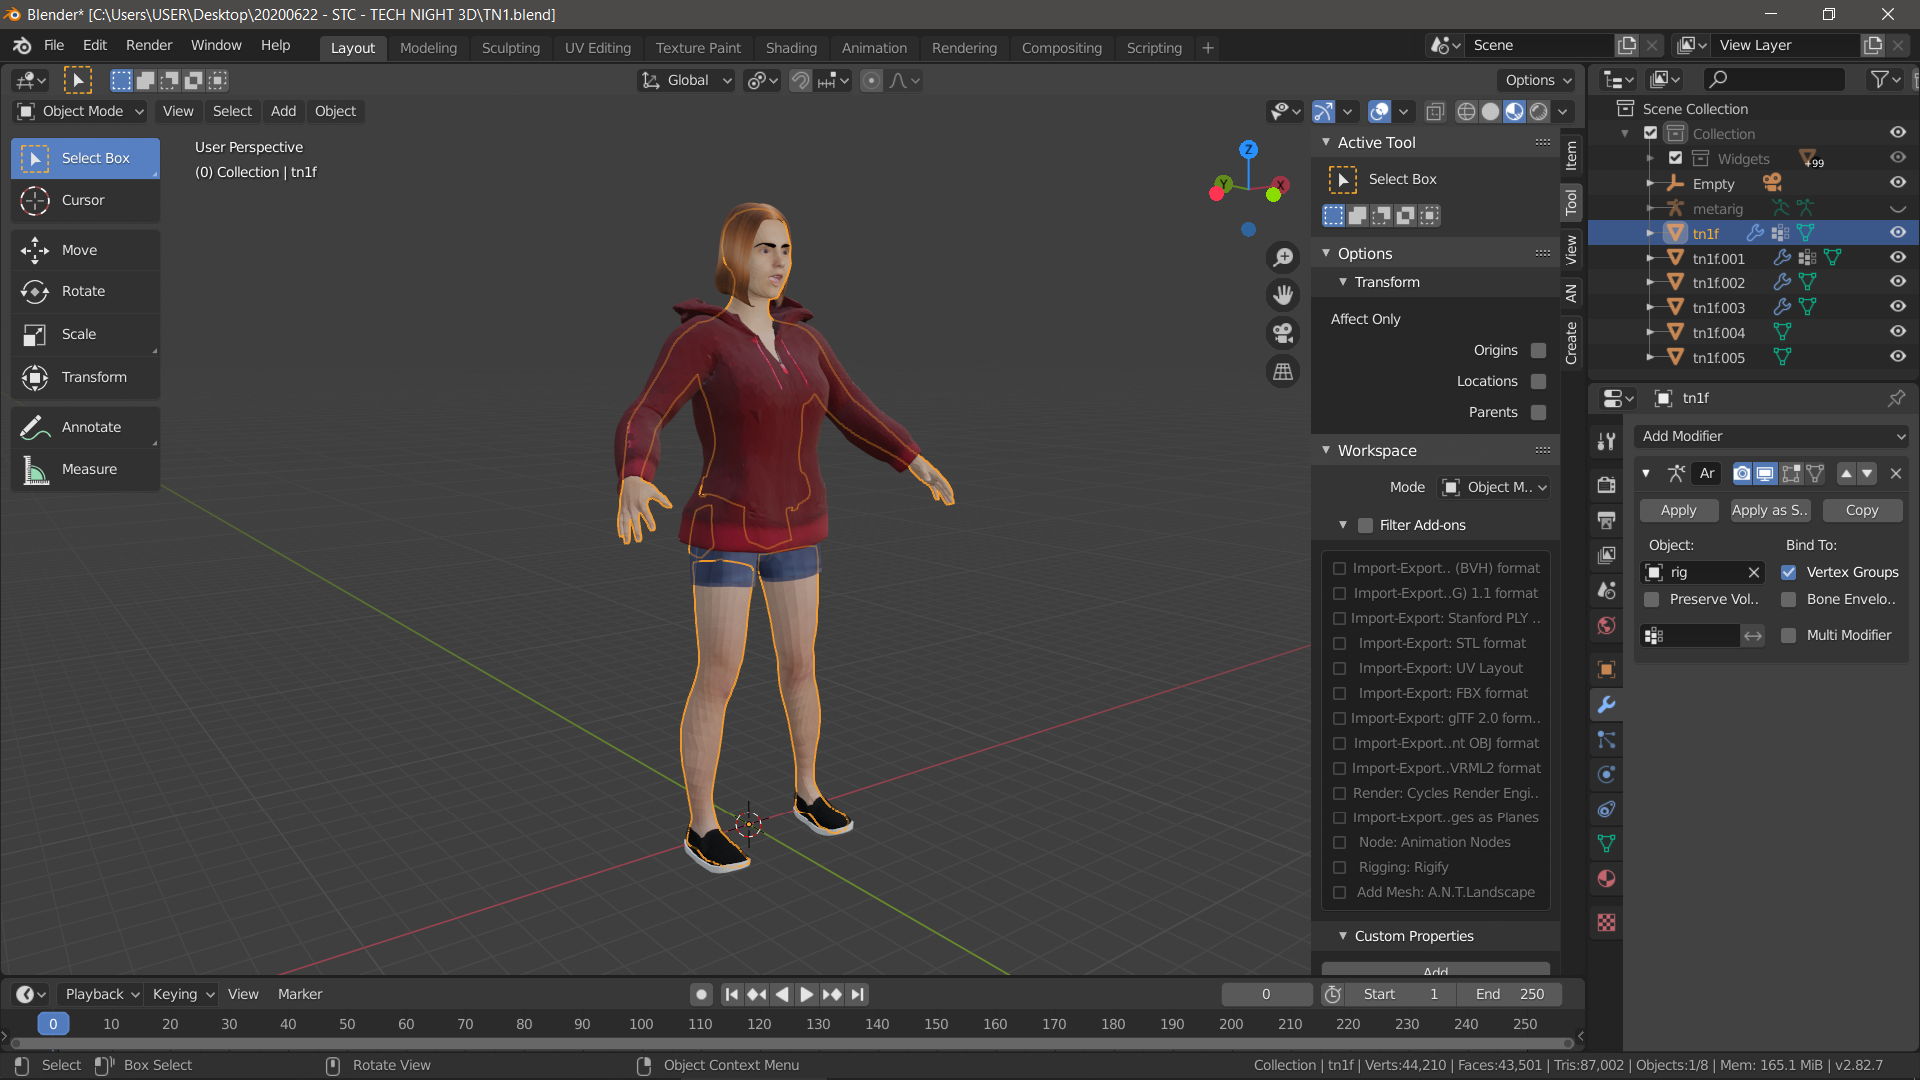 Blender* [C:\Users\USER\Desktop\20200622 - STC - TECH NIGHT 3D\TN1.blend]
File Edit Render Window Help
Layout Modeling Sculpting UV Editing Texture Paint Shading Animation Rendering Compositing Scripting +
Scene View Layer
Global Options
Object Mode View Select Add Object
Select Box
Cursor
Move
Rotate
Scale
Transform
Annotate
Measure
User Perspective
(0) Collection | tn1f
Z
Y
X
Active Tool
Select Box
Options
Transform
Affect Only
Origins
Locations
Parents
Workspace
Mode Object M..
Filter Add-ons
Import-Export.. (BVH) format
Import-Export..G) 1.1 format
Import-Export: Stanford PLY ..
Import-Export: STL format
Import-Export: UV Layout
Import-Export: FBX format
Import-Export: glTF 2.0 form..
Import-Export..nt OBJ format
Import-Export..VRML2 format
Render: Cycles Render Engi..
Import-Export..ges as Planes
Node: Animation Nodes
Rigging: Rigify
Add Mesh: A.N.T.Landscape
Custom Properties
Add
Item
Tool
View
AN
Create
Scene Collection
Collection
Widgets +99
Empty
metarig
tn1f
tn1f.001
tn1f.002
tn1f.003
tn1f.004
tn1f.005
tn1f
Add Modifier
Ar
Apply Apply as S.. Copy
Object: Bind To:
rig Vertex Groups
Preserve Vol.. Bone Envelo..
Multi Modifier
Playback Keying View Marker 0 Start 1 End 250
0 10 20 30 40 50 60 70 80 90 100 110 120 130 140 150 160 170 180 190 200 210 220 230 240 250
Select Box Select Rotate View Object Context Menu Collection | tn1f | Verts:44,210 | Faces:43,501 | Tris:87,002 | Objects:1/8 | Mem: 165.1 MiB | v2.82.7